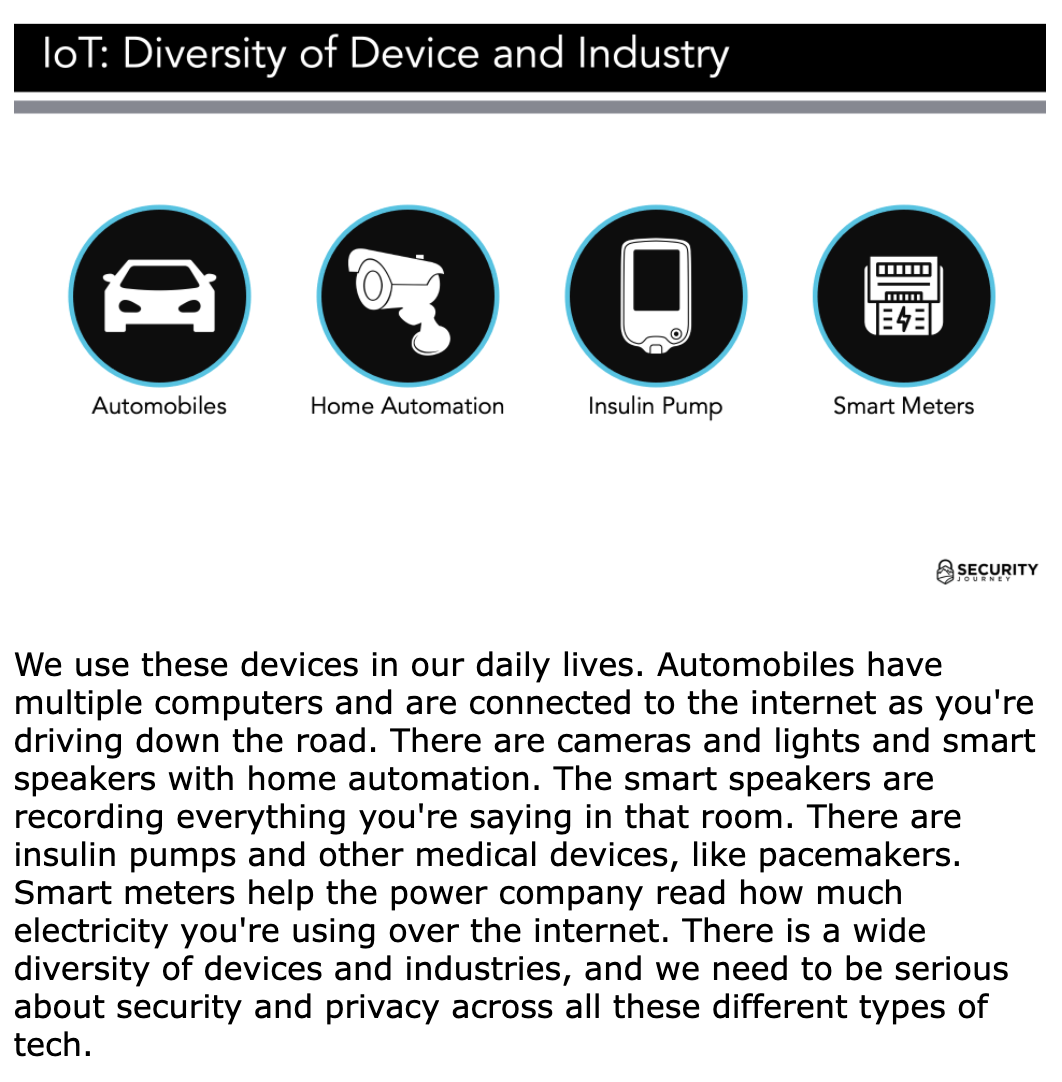 IoT: Diversity of Device and Industry
Automobiles
Home Automation
Insulin Pump
Smart Meters
SECURITY
JOURNEY
We use these devices in our daily lives. Automobiles have
multiple computers and are connected to the internet as you're
driving down the road. There are cameras and lights and smart
speakers with home automation. The smart speakers are
recording everything you're saying in that room. There are
insulin pumps and other medical devices, like pacemakers.
Smart meters help the power company read how much
electricity you're using over the internet. There is a wide
diversity of devices and industries, and we need to be serious
about security and privacy across all these different types of
tech.